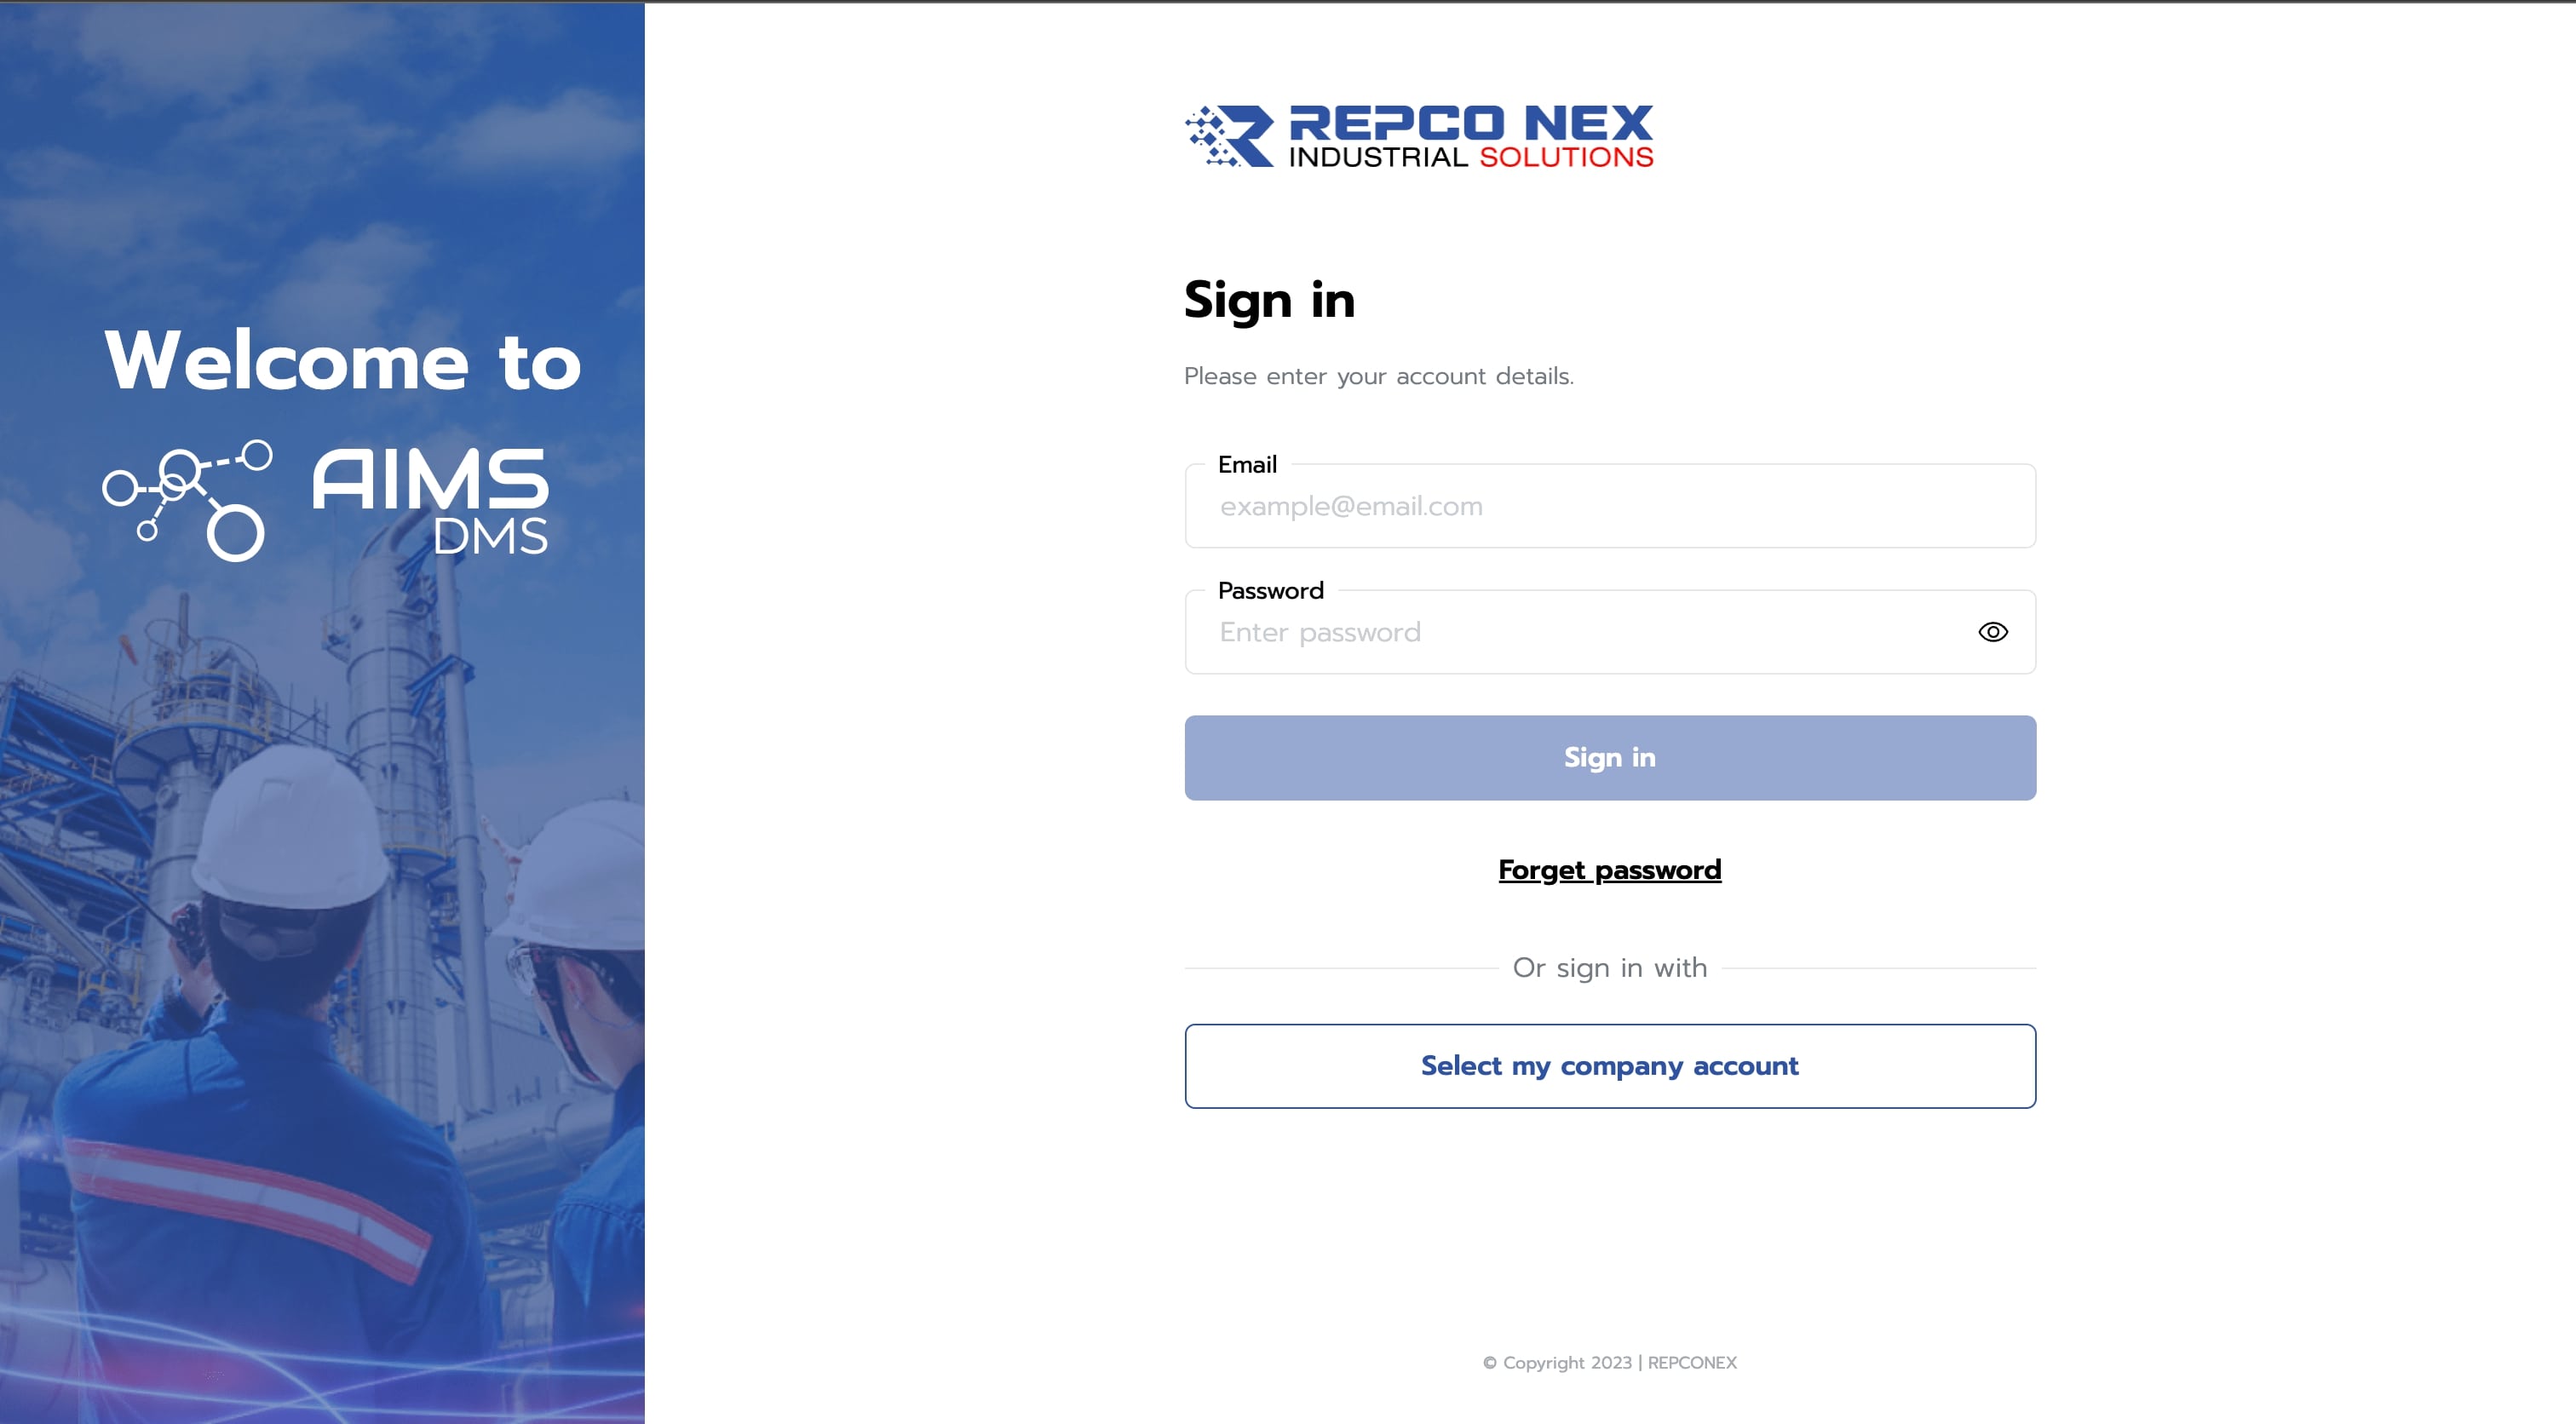 Welcome to
AIMS
DMS
REPCO NEX
INDUSTRIAL SOLUTIONS
Sign in
Please enter your account details.
Email
example@email.com
Password
Enter password
Sign in
Forget password
Or sign in with
Select my company account
© Copyright 2023 | REPCONEX